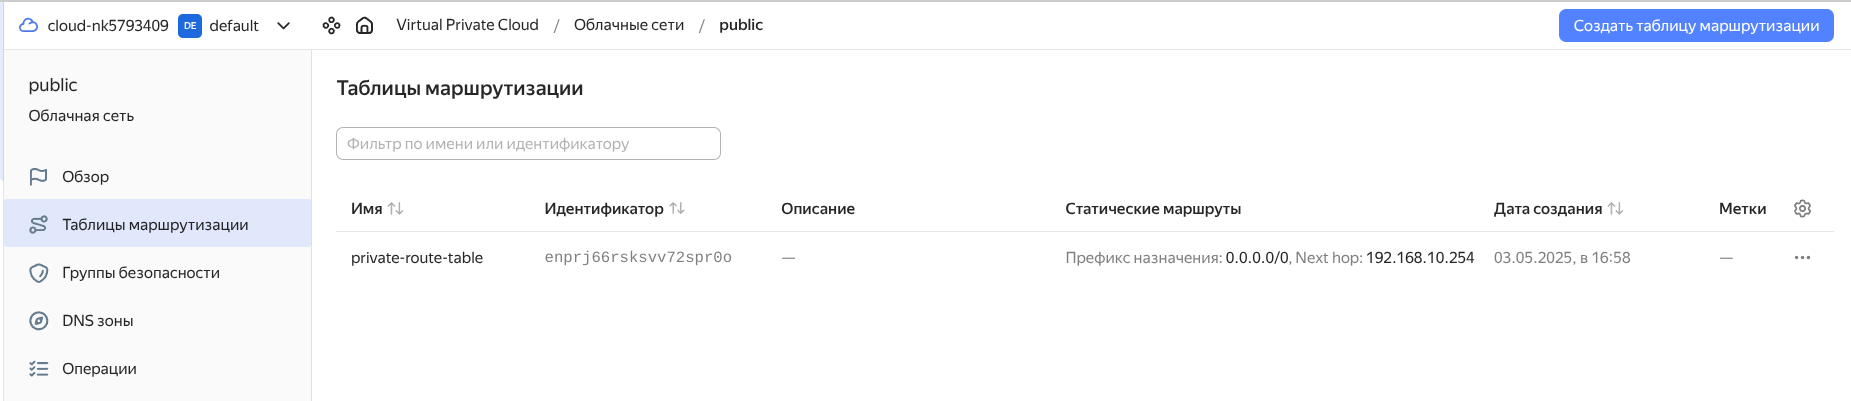 cloud-nk5793409 DE default Virtual Private Cloud / Облачные сети / public Создать таблицу маршрутизации
public
Облачная сеть
Обзор
Таблицы маршрутизации
Группы безопасности
DNS зоны
Операции
Таблицы маршрутизации
Фильтр по имени или идентификатору
Имя Идентификатор Описание Статические маршруты Дата создания Метки
private-route-table enprj66rsksvv72spr0o — Префикс назначения: 0.0.0.0/0, Next hop: 192.168.10.254 03.05.2025, в 16:58 —